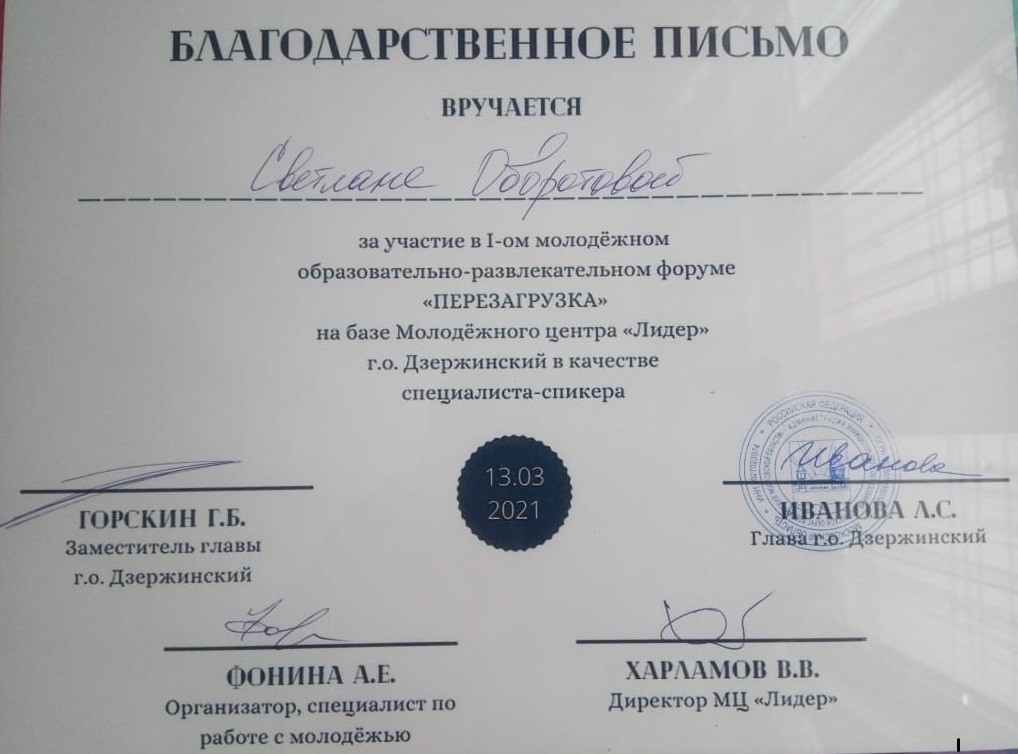 БЛАГОДАРСТВЕННОЕ ПИСЬМО
ВРУЧАЕТСЯ
Светлане Оборотовой
за участие в I-ом молодёжном
образовательно-развлекательном форуме
«ПЕРЕЗАГРУЗКА»
на базе Молодёжного центра «Лидер»
г.о. Дзержинский в качестве
специалиста-спикера
13.03
2021
ГОРСКИН Г.Б.
Заместитель главы
г.о. Дзержинский
РОССИЙСКАЯ ФЕДЕРАЦИЯ
Иванова
ИВАНОВА Л.С.
Глава г.о. Дзержинский
ФОНИНА А.Е.
Организатор, специалист по
работе с молодёжью
ХАРЛАМОВ В.В.
Директор МЦ «Лидер»